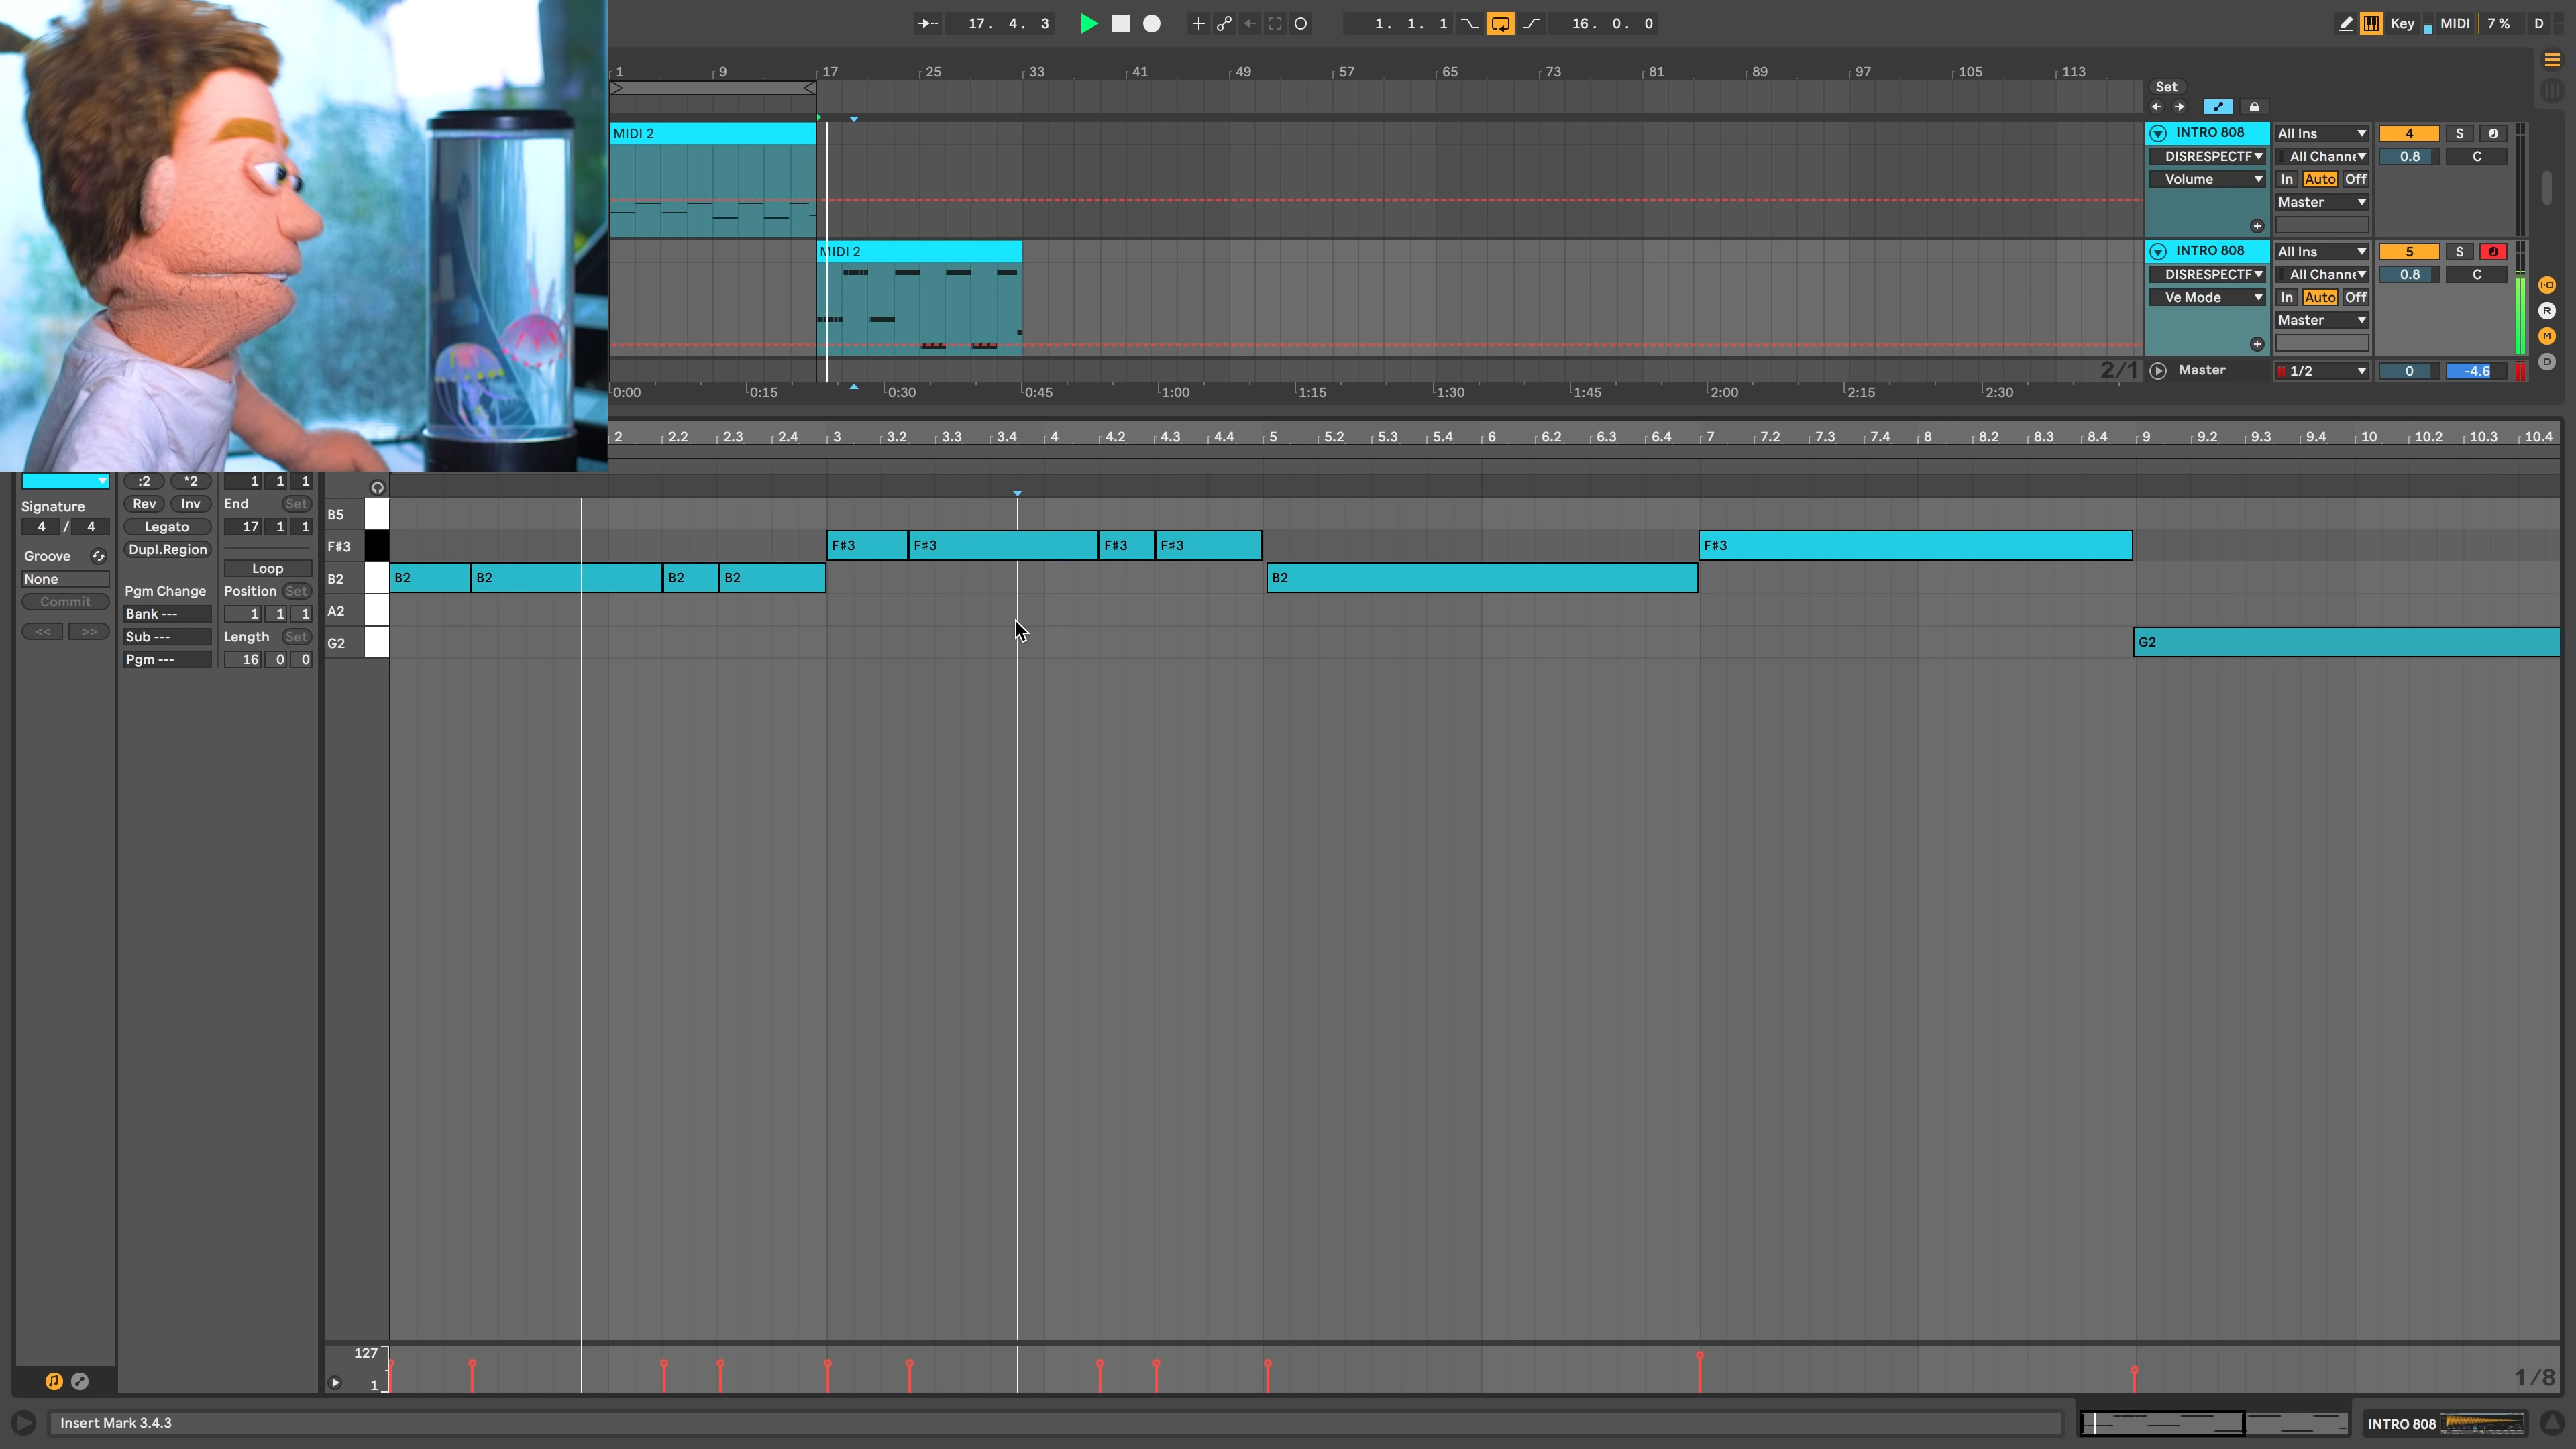 17. 4. 3
1. 1. 1
16. 0. 0
Key MIDI 7 % D
1 9 17 25 33 41 49 57 65 73 81 89 97 105 113
Set
MIDI 2
INTRO 808 All Ins 4 S
DISRESPECTF All Channe 0.8 C
Volume In Auto Off
Master
MIDI 2
INTRO 808 All Ins 5 S
DISRESPECTF All Channe 0.8 C
Ve Mode In Auto Off
Master
I·O
R
M
D
2/1 Master 1/2 0 -4.6
0:00 0:15 0:30 0:45 1:00 1:15 1:30 1:45 2:00 2:15 2:30
2 2.2 2.3 2.4 3 3.2 3.3 3.4 4 4.2 4.3 4.4 5 5.2 5.3 5.4 6 6.2 6.3 6.4 7 7.2 7.3 7.4 8 8.2 8.3 8.4 9 9.2 9.3 9.4 10 10.2 10.3 10.4
:2 *2 1 1 1
Signature Rev Inv End Set
4 / 4 Legato 17 1 1
Groove Dupl.Region
None Loop
Commit Pgm Change Position Set
Bank --- 1 1 1
<< >> Sub --- Length Set
Pgm --- 16 0 0
B5
F#3 F#3 F#3 F#3 F#3 F#3
B2 B2 B2 B2 B2 B2
A2
G2 G2
127
1
1/8
Insert Mark 3.4.3
INTRO 808